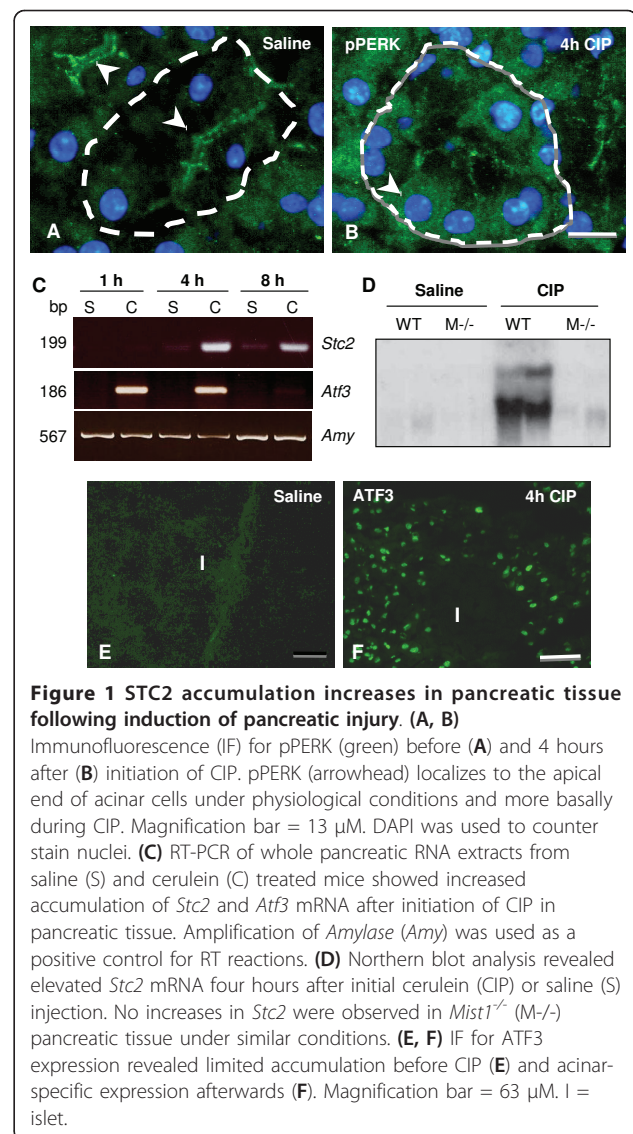 Saline
A
pPERK 4h CIP
B
C 1 h 4 h 8 h
bp S C S C S C
199 Stc2
186 Atf3
567 Amy
D Saline CIP
WT M-/- WT M-/-
Saline
I
E
ATF3 4h CIP
I
F
Figure 1 STC2 accumulation increases in pancreatic tissue
following induction of pancreatic injury. (A, B)
Immunofluorescence (IF) for pPERK (green) before (A) and 4 hours
after (B) initiation of CIP. pPERK (arrowhead) localizes to the apical
end of acinar cells under physiological conditions and more basally
during CIP. Magnification bar = 13 μM. DAPI was used to counter
stain nuclei. (C) RT-PCR of whole pancreatic RNA extracts from
saline (S) and cerulein (C) treated mice showed increased
accumulation of Stc2 and Atf3 mRNA after initiation of CIP in
pancreatic tissue. Amplification of Amylase (Amy) was used as a
positive control for RT reactions. (D) Northern blot analysis revealed
elevated Stc2 mRNA four hours after initial cerulein (CIP) or saline (S)
injection. No increases in Stc2 were observed in Mist1-/- (M-/-)
pancreatic tissue under similar conditions. (E, F) IF for ATF3
expression revealed limited accumulation before CIP (E) and acinar-
specific expression afterwards (F). Magnification bar = 63 μM. I =
islet.